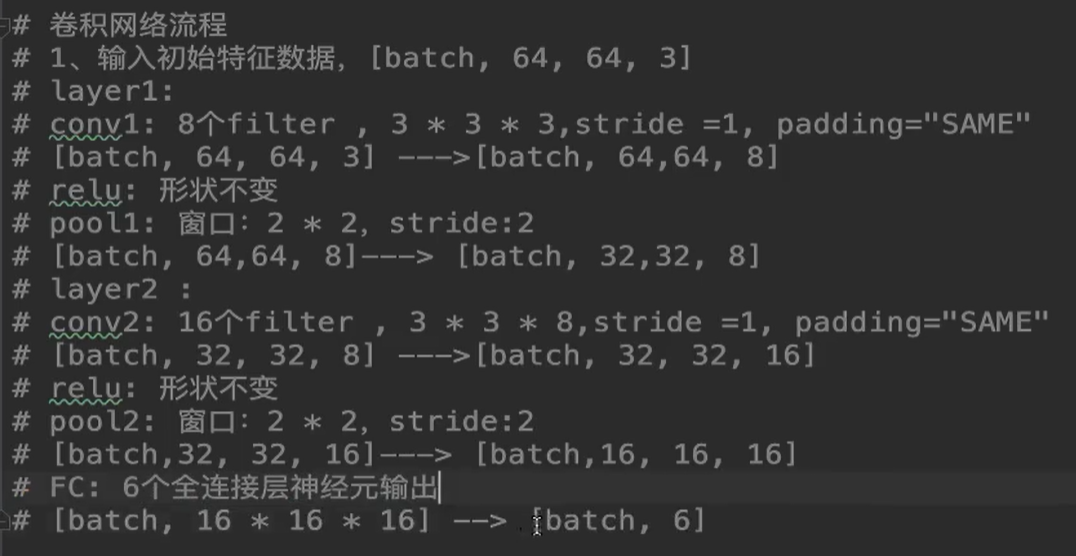 # 卷积网络流程
# 1、输入初始特征数据, [batch, 64, 64, 3]
# layer1:
# conv1: 8个filter , 3 * 3 * 3,stride =1, padding="SAME"
# [batch, 64, 64, 3] --->[batch, 64,64, 8]
# relu: 形状不变
# pool1: 窗口: 2 * 2, stride:2
# [batch, 64,64, 8]---> [batch, 32,32, 8]
# layer2 :
# conv2: 16个filter , 3 * 3 * 8,stride =1, padding="SAME"
# [batch, 32, 32, 8] --->[batch, 32, 32, 16]
# relu: 形状不变
# pool2: 窗口: 2 * 2, stride:2
# [batch,32, 32, 16]---> [batch,16, 16, 16]
# FC: 6个全连接层神经元输出
# [batch, 16 * 16 * 16] --> [batch, 6]